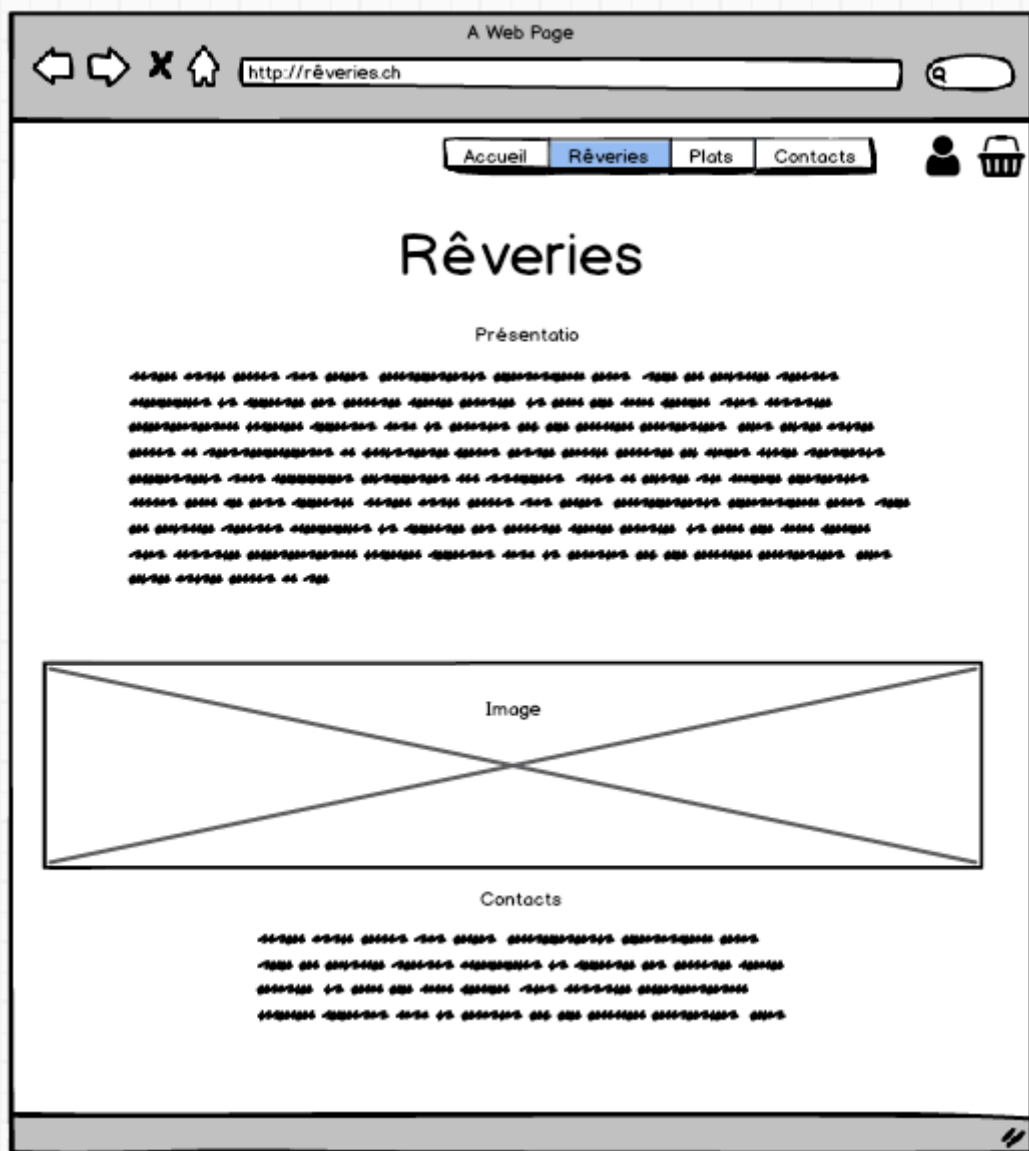 A Web Page
http://rêveries.ch
Accueil Rêveries Plats Contacts
Rêveries
Présentatio
Image
Contacts